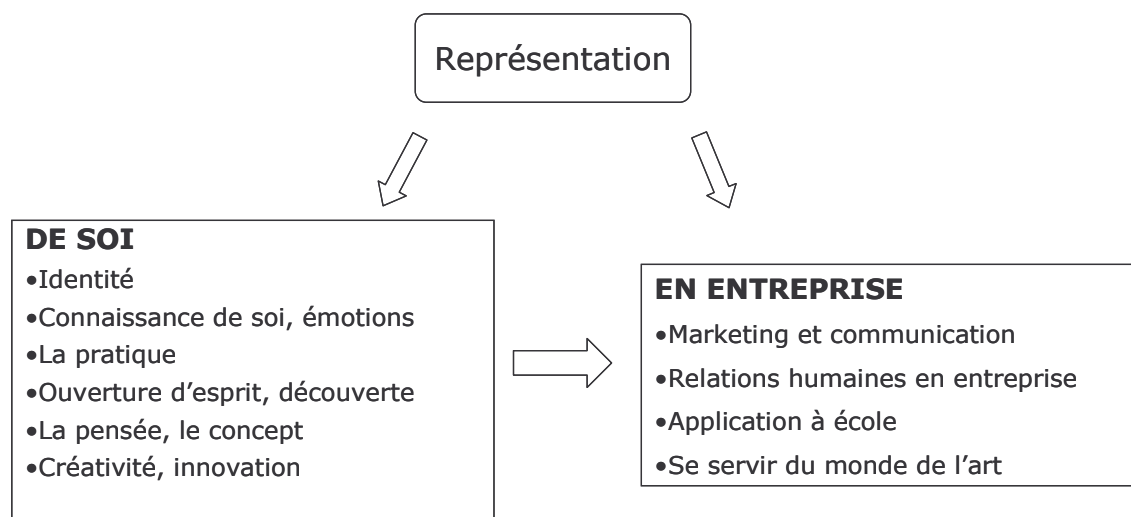 Représentation
DE SOI
•Identité
•Connaissance de soi, émotions
•La pratique
•Ouverture d’esprit, découverte
•La pensée, le concept
•Créativité, innovation
EN ENTREPRISE
•Marketing et communication
•Relations humaines en entreprise
•Application à école
•Se servir du monde de l’art